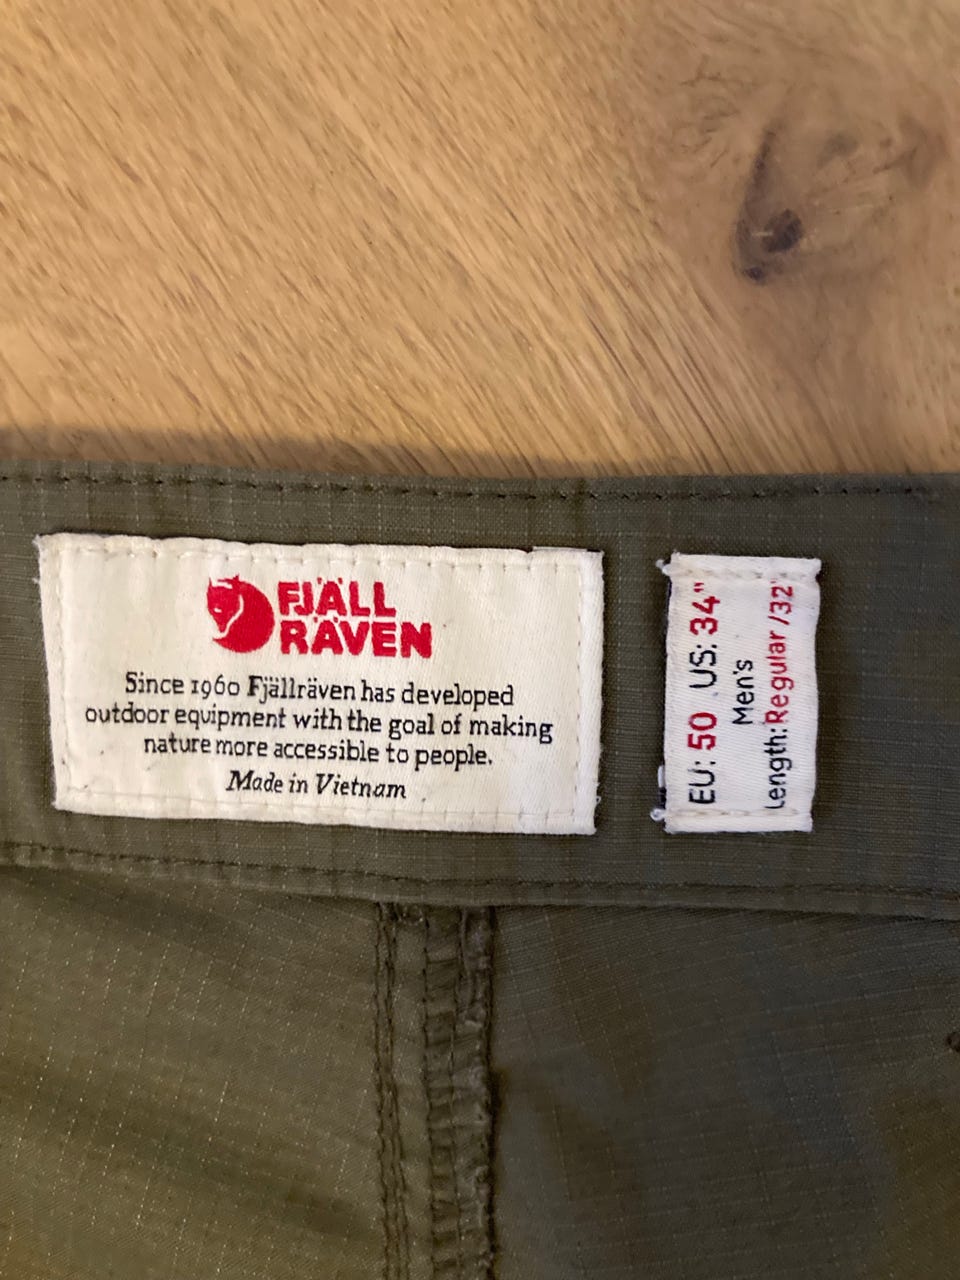 FJÄLL
RÄVEN
Since 1960 Fjällräven has developed
outdoor equipment with the goal of making
nature more accessible to people.
Made in Vietnam
EU: 50 US: 34"
Men's
Length: Regular /32"